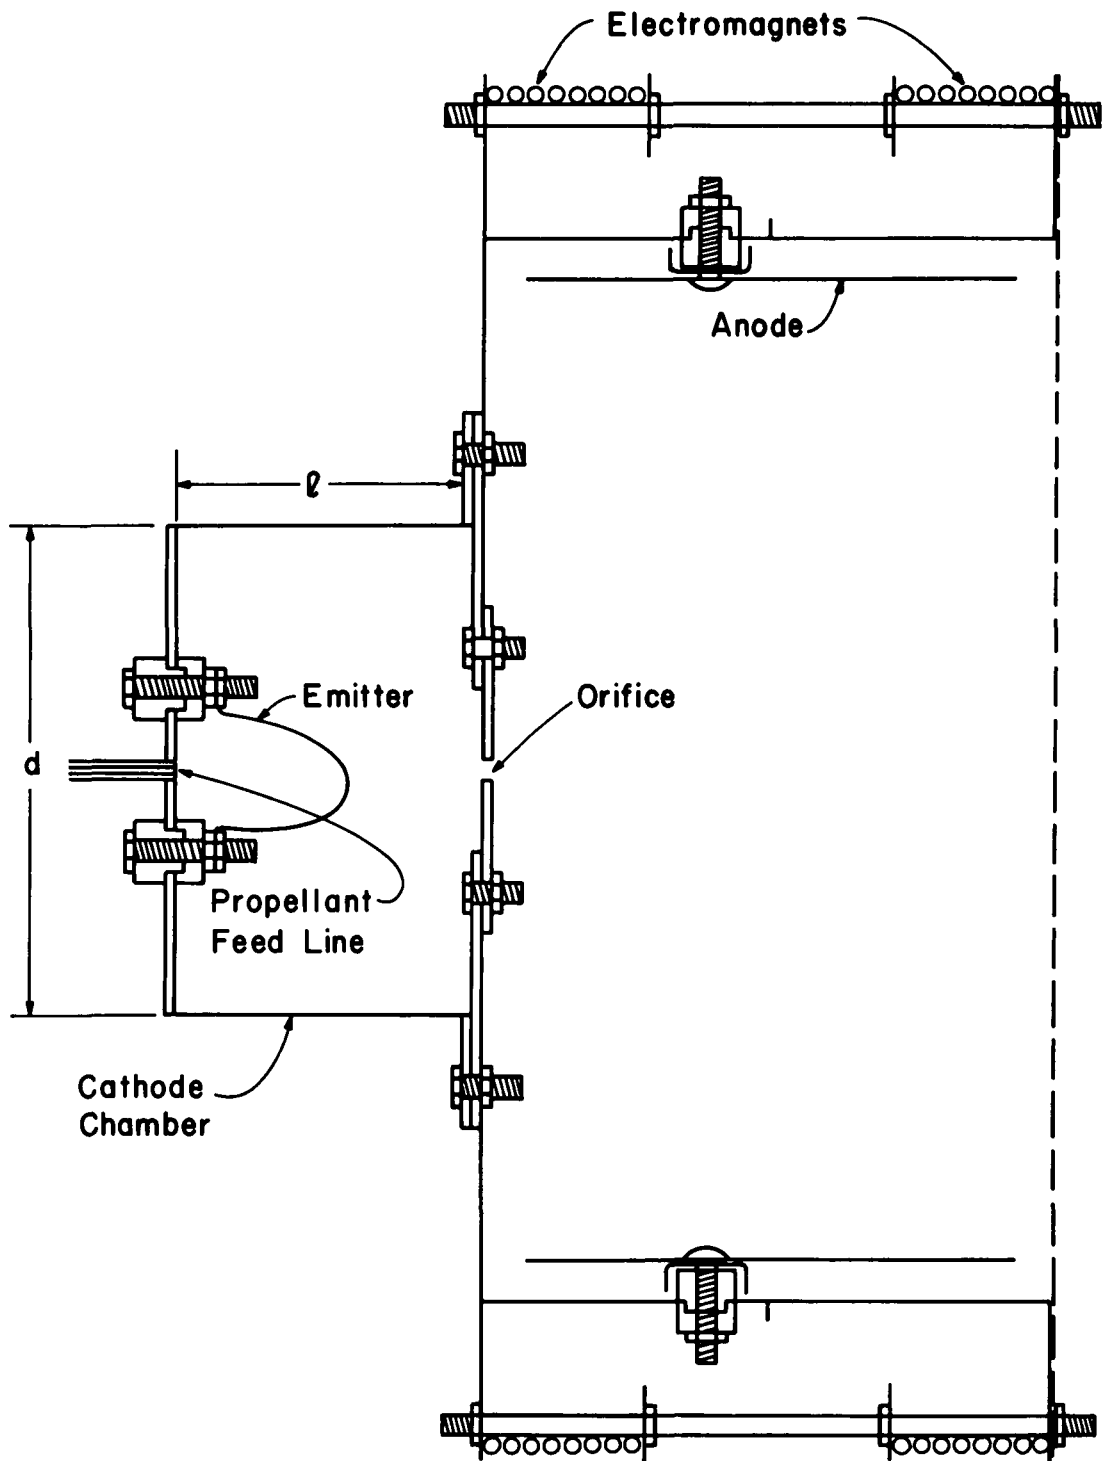 Electromagnets
Anode
ℓ
Emitter
Orifice
d
Propellant
Feed Line
Cathode
Chamber